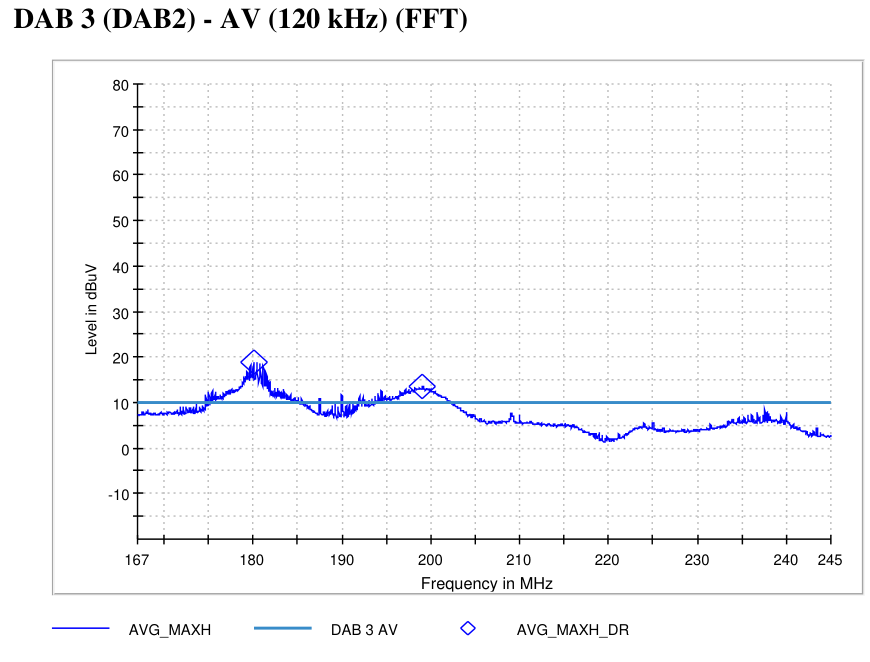 DAB 3 (DAB2) - AV (120 kHz) (FFT)
80
70
60
50
40
30
20
10
0
-10
Level in dBuV
167 180 190 200 210 220 230 240 245
Frequency in MHz
AVG_MAXH DAB 3 AV AVG_MAXH_DR